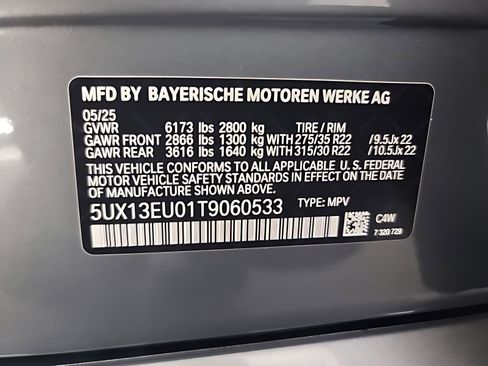 MFD BY BAYERISCHE MOTOREN WERKE AG
05/25
GVWR 6173 lbs 2800 kg TIRE / RIM
GAWR FRONT 2866 lbs 1300 kg WITH 275/35 R22 /9.5Jx 22
GAWR REAR 3616 lbs 1640 kg WITH 315/30 R22 /10.5Jx 22
THIS VEHICLE CONFORMS TO ALL APPLICABLE U. S. FEDERAL
MOTOR VEHICLE SAFETY STANDARDS IN EFFECT ON THE DATE
OF MANUFACTURE SHOWN ABOVE.
5UX13EU01T9060533 TYPE: MPV
C4W
7 320 729